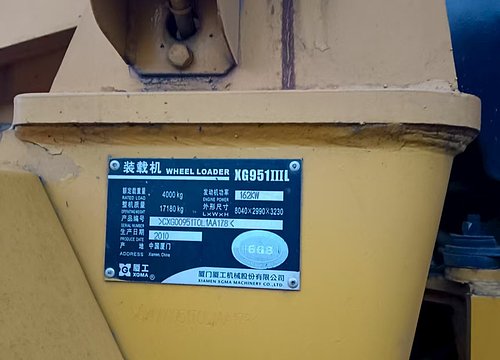 装载机 WHEEL LOADER XG951IIIL
额定载重量 4000 kg 发动机功率 162KW
RATED LOAD ENGINE POWER
整机质量 17180 kg 外形尺寸 8040×2990×3230
OPERATING WEIGHT L×W×H
产品编号 >CXG00951T0L1AA178<
SERIAL NUMBER
生产日期 2010
PRODUCE DATE
产地 中国厦门
ADDRESS Xiamen, China
厦工 XGMA
厦门厦工机械股份有限公司
XIAMEN XGMA MACHINERY CO.,LTD